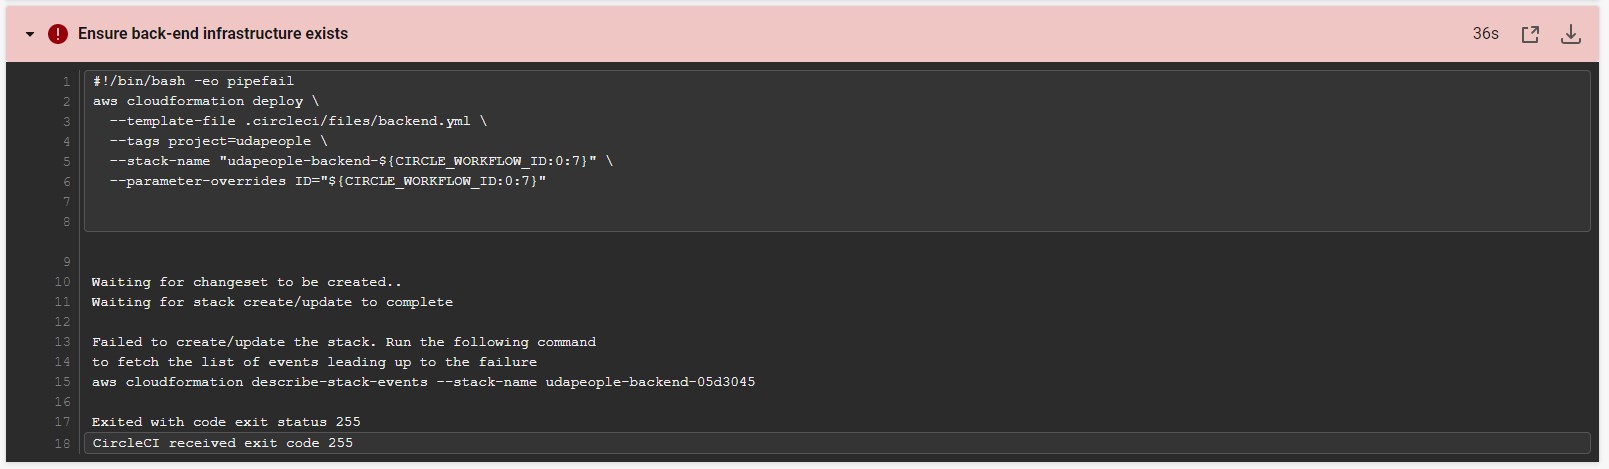 Ensure back-end infrastructure exists
36s
1 #!/bin/bash -eo pipefail
2 aws cloudformation deploy \
3 --template-file .circleci/files/backend.yml \
4 --tags project=udapeople \
5 --stack-name "udapeople-backend-${CIRCLE_WORKFLOW_ID:0:7}" \
6 --parameter-overrides ID="${CIRCLE_WORKFLOW_ID:0:7}"
7
8
9
10 Waiting for changeset to be created..
11 Waiting for stack create/update to complete
12
13 Failed to create/update the stack. Run the following command
14 to fetch the list of events leading up to the failure
15 aws cloudformation describe-stack-events --stack-name udapeople-backend-05d3045
16
17 Exited with code exit status 255
18 CircleCI received exit code 255